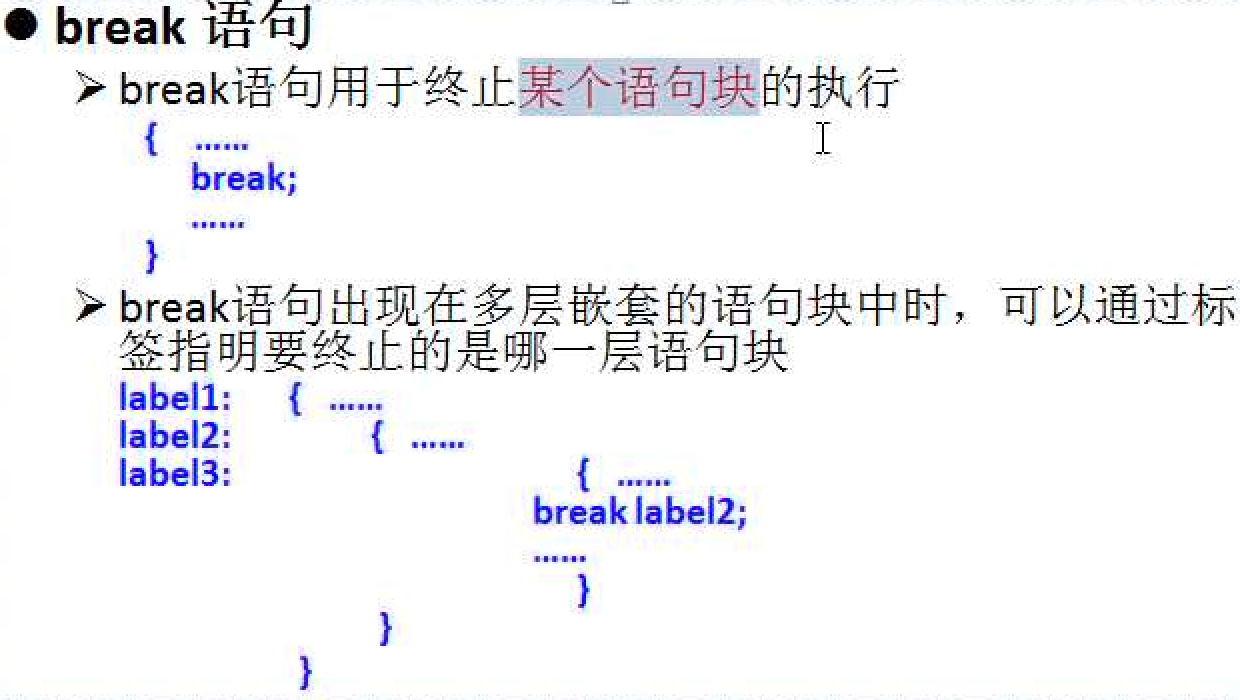 ● break 语句
➢ break语句用于终止某个语句块的执行
{ ……
break;
……
}
➢ break语句出现在多层嵌套的语句块中时，可以通过标
签指明要终止的是哪一层语句块
label1: { ……
label2: { ……
label3: { ……
break label2;
……
}
}
}